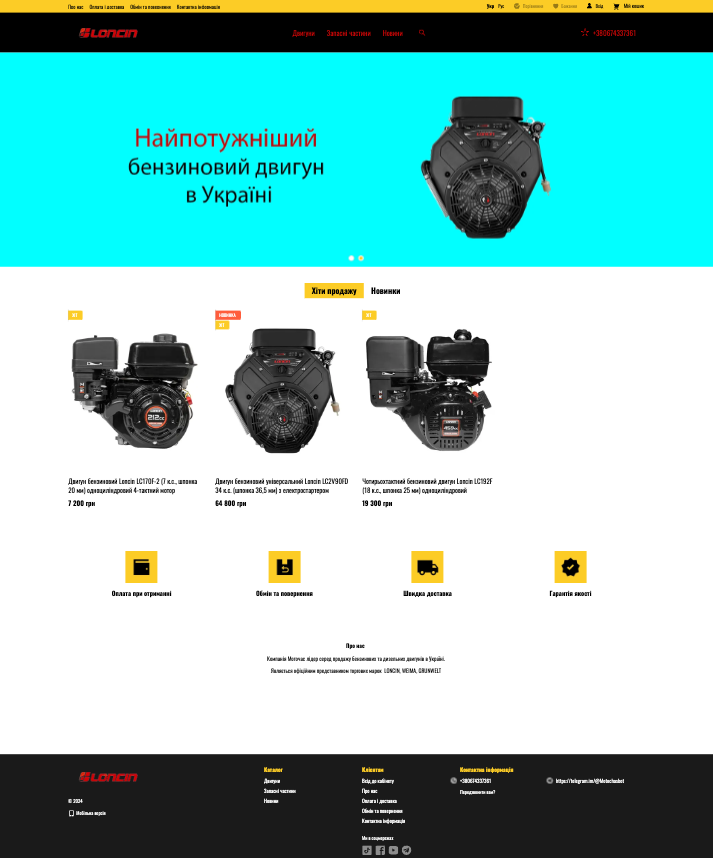 Про нас Оплата і доставка Обмін та повернення Контактна інформація
Укр Рус Порівняння Бажання Вхід Мій кошик
LONCIN
Двигуни Запасні частини Новини
+380674337361
Найпотужніший
бензиновий двигун
в Україні
Хіти продажу Новинки
ХІТ
НОВИНКА
ХІТ
ХІТ
Двигун бензиновий Loncin LC170F-2 (7 к.с., шпонка
20 мм) одноциліндровий 4-тактний мотор
7 200 грн
Двигун бензиновий універсальний Loncin LC2V90FD
34 к.с. (шпонка 36,5 мм) з електростартером
64 800 грн
Чотирьохтактний бензиновий двигун Loncin LC192F
(18 к.с., шпонка 25 мм) одноциліндровий
19 300 грн
Оплата при отриманні
Обмін та повернення
Швидка доставка
Гарантія якості
Про нас
Компанія Моточас лідер серед продажу бензинових та дизельних двигунів в Україні.
Являється офіційним представником торгових марок LONCIN, WEIMA, GRUNWELT
LONCIN
© 2024
Мобільна версія
Каталог
Двигуни
Запасні частини
Новини
Клієнтам
Вхід до кабінету
Про нас
Оплата і доставка
Обмін та повернення
Контактна інформація
Ми в соцмережах
Контактна інформація
+380674337361
Передзвонити вам?
https://telegram.im/@Motochasbot